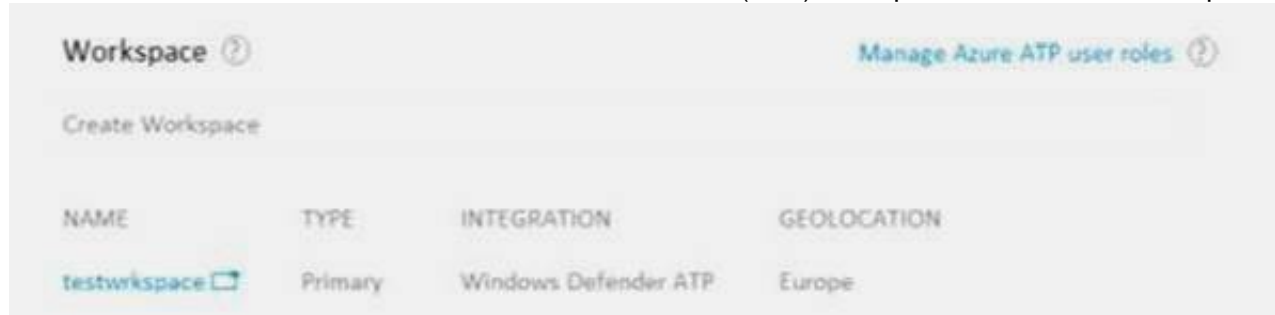 Workspace ?
Manage Azure ATP user roles ?
Create Workspace
NAME TYPE INTEGRATION GEOLOCATION
testwrkspace Primary Windows Defender ATP Europe